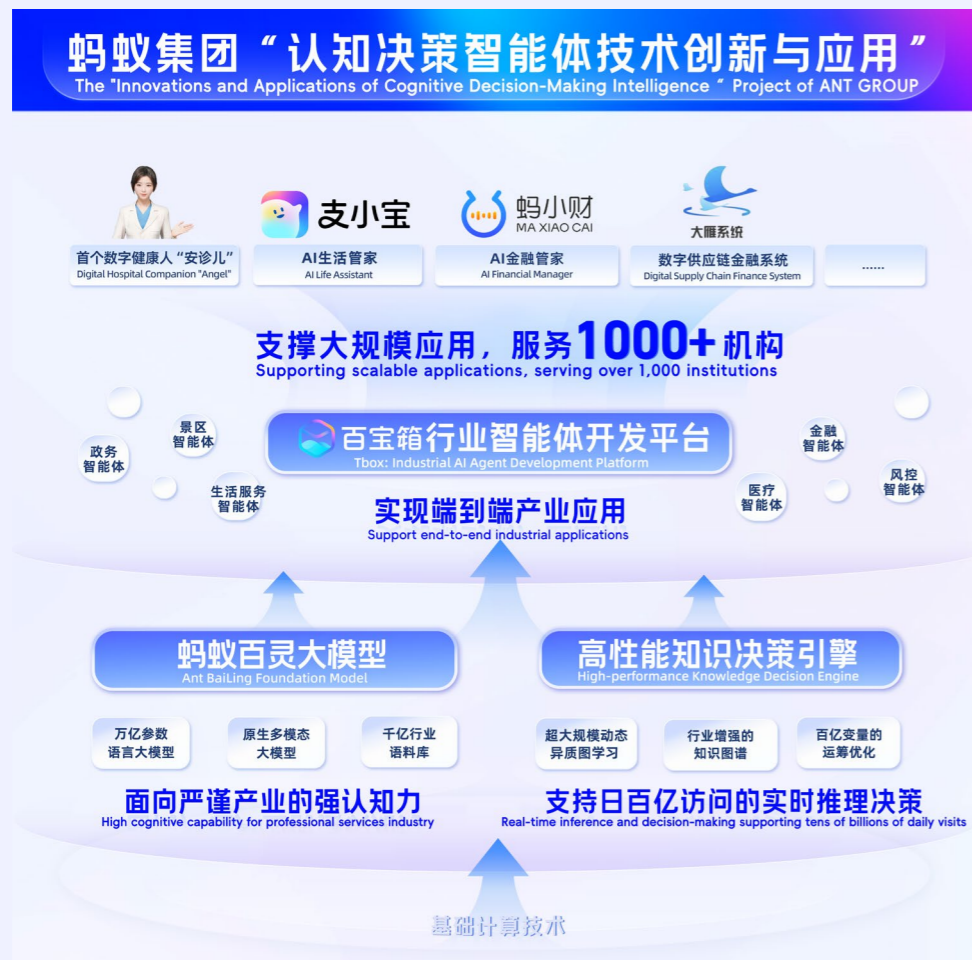 蚂蚁集团“认知决策智能体技术创新与应用”
The "Innovations and Applications of Cognitive Decision-Making Intelligence “ Project of ANT GROUP
支小宝
蚂小财
MA XIAO CAI
大雁系统
首个数字健康人“安诊儿”
Digital Hospital Companion "Angel"
AI生活管家
AI Life Assistant
AI金融管家
AI Financial Manager
数字供应链金融系统
Digital Supply Chain Finance System
......
支撑大规模应用，服务1000+机构
Supporting scalable applications, serving over 1,000 institutions
政务
智能体
景区
智能体
生活服务
智能体
百宝箱行业智能体开发平台
Tbox: Industrial AI Agent Development Platform
金融
智能体
医疗
智能体
风控
智能体
实现端到端产业应用
Support end-to-end industrial applications
蚂蚁百灵大模型
Ant BaiLing Foundation Model
高性能知识决策引擎
High-performance Knowledge Decision Engine
万亿参数
语言大模型
原生多模态
大模型
千亿行业
语料库
超大规模动态
异质图学习
行业增强的
知识图谱
百亿变量的
运筹优化
面向严谨产业的强认知力
High cognitive capability for professional services industry
支持日百亿访问的实时推理决策
Real-time inference and decision-making supporting tens of billions of daily visits
基础计算技术